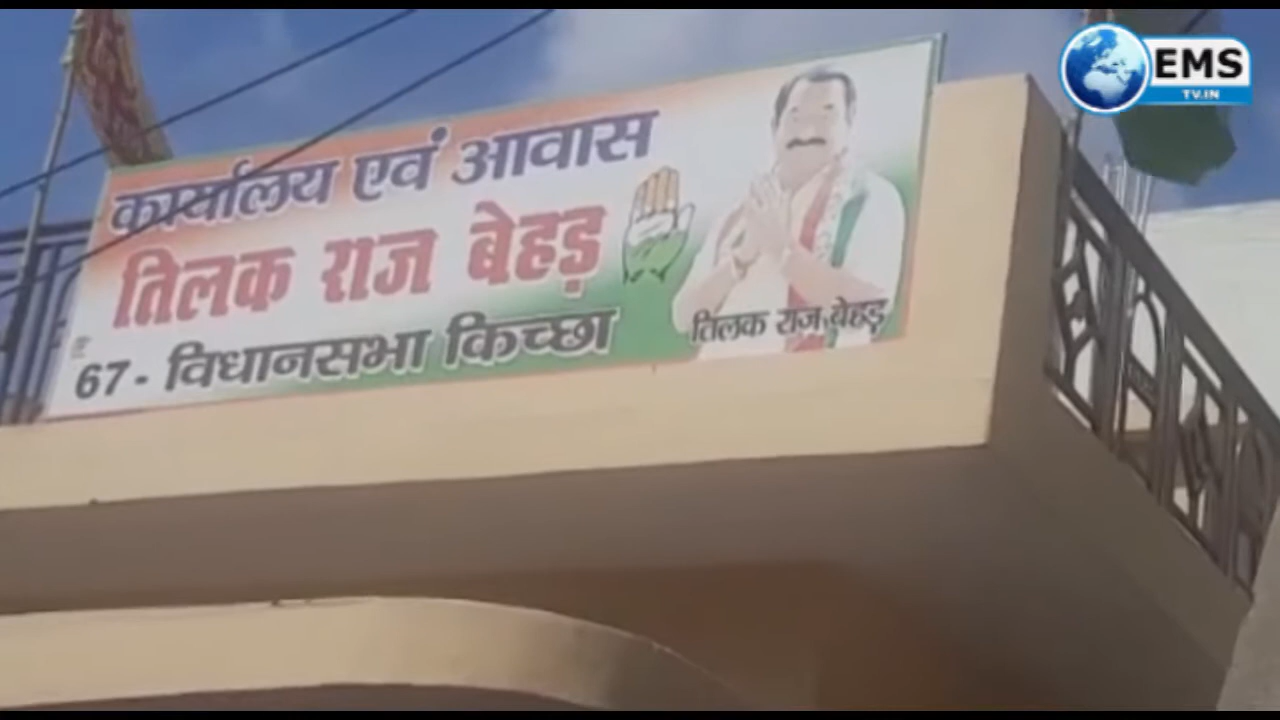 कार्यालय एवं आवास
तिलक राज बेहड़
67 - विधानसभा किच्छा
तिलक राज बेहड़
EMS
TV.IN